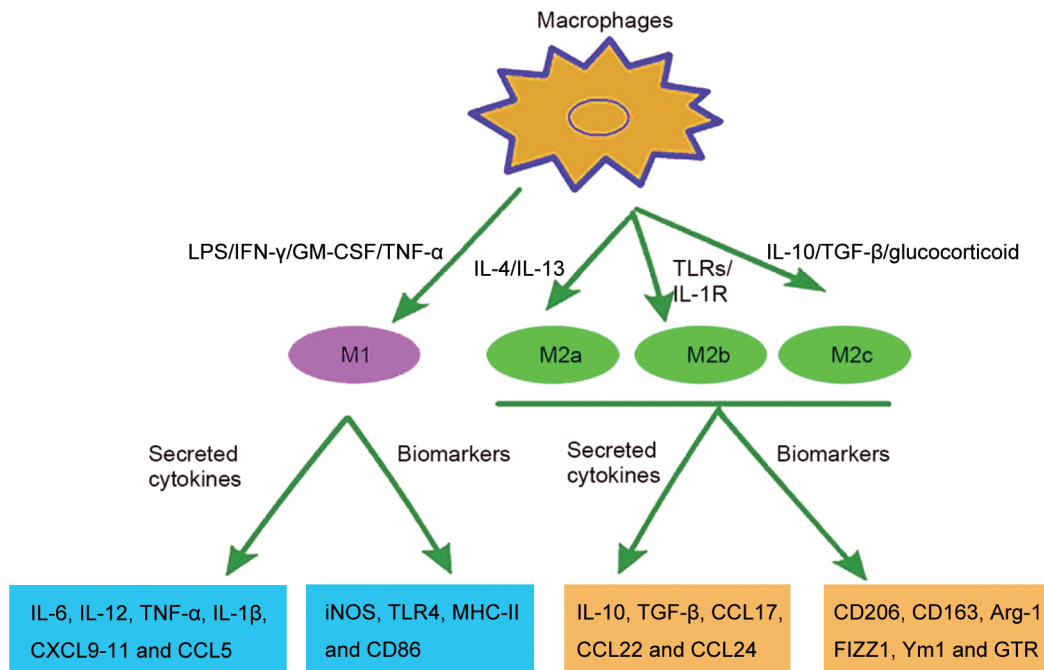 Macrophages
LPS/IFN-γ/GM-CSF/TNF-α
IL-4/IL-13
TLRs/
IL-1R
IL-10/TGF-β/glucocorticoid
M1
M2a
M2b
M2c
Secreted
cytokines
Biomarkers
Secreted
cytokines
Biomarkers
IL-6, IL-12, TNF-α, IL-1β,
CXCL9-11 and CCL5
iNOS, TLR4, MHC-II
and CD86
IL-10, TGF-β, CCL17,
CCL22 and CCL24
CD206, CD163, Arg-1
FIZZ1, Ym1 and GTR